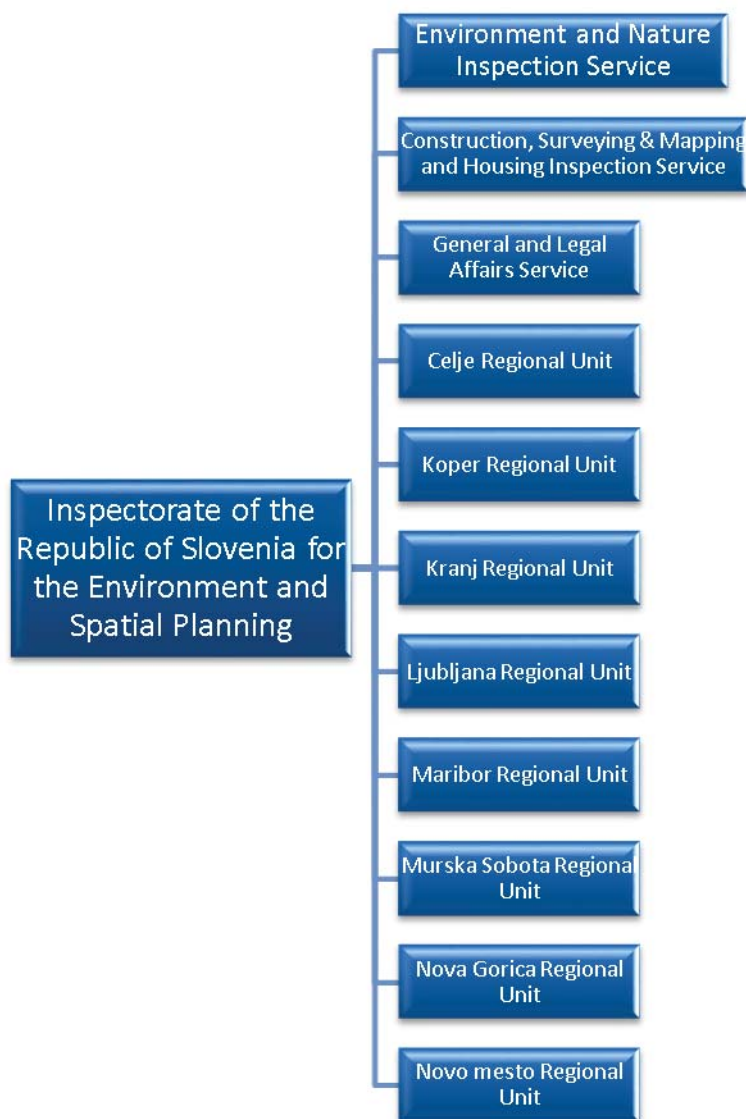 Environment and Nature
Inspection Service
Construction, Surveying & Mapping
and Housing Inspection Service
General and Legal
Affairs Service
Celje Regional Unit
Koper Regional Unit
Inspectorate of the
Republic of Slovenia for
the Environment and
Spatial Planning
Kranj Regional Unit
Ljubljana Regional Unit
Maribor Regional Unit
Murska Sobota Regional
Unit
Nova Gorica Regional
Unit
Novo mesto Regional
Unit